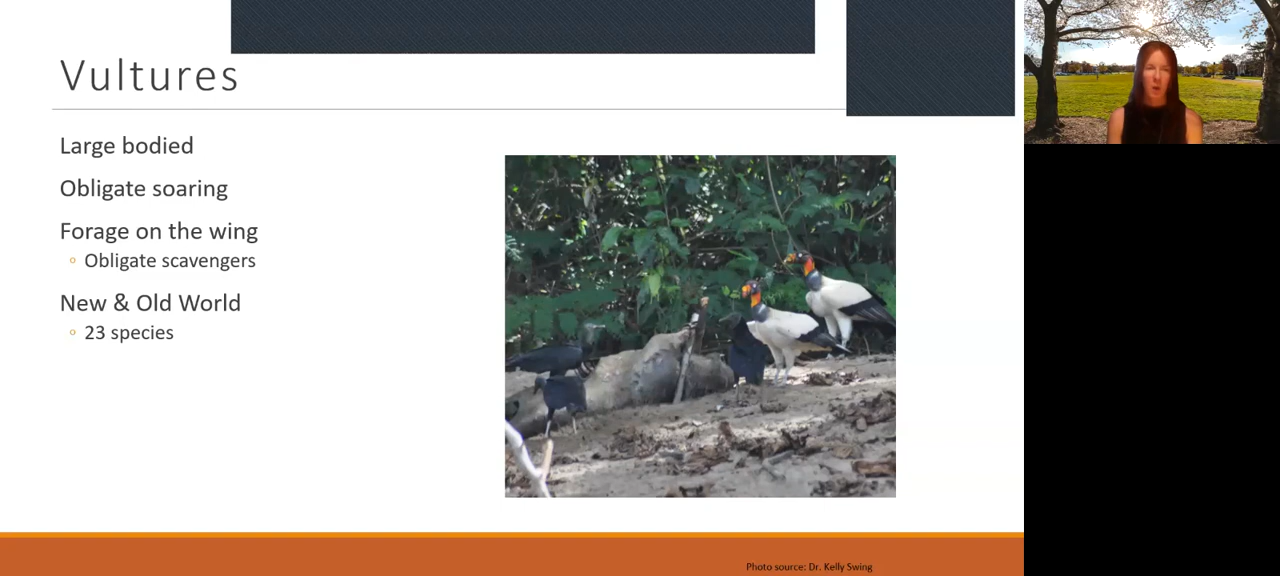 Vultures
Large bodied
Obligate soaring
Forage on the wing
◦ Obligate scavengers
New & Old World
◦ 23 species
Photo source: Dr. Kelly Swing